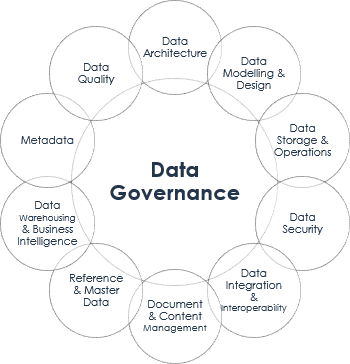 Data
Architecture
Data
Modelling &
Design
Data
Storage &
Operations
Data
Security
Data
Integration
&
Interoperability
Document
& Content
Management
Reference
& Master
Data
Data
Warehousing
& Business
Intelligence
Metadata
Data
Quality
Data
Governance